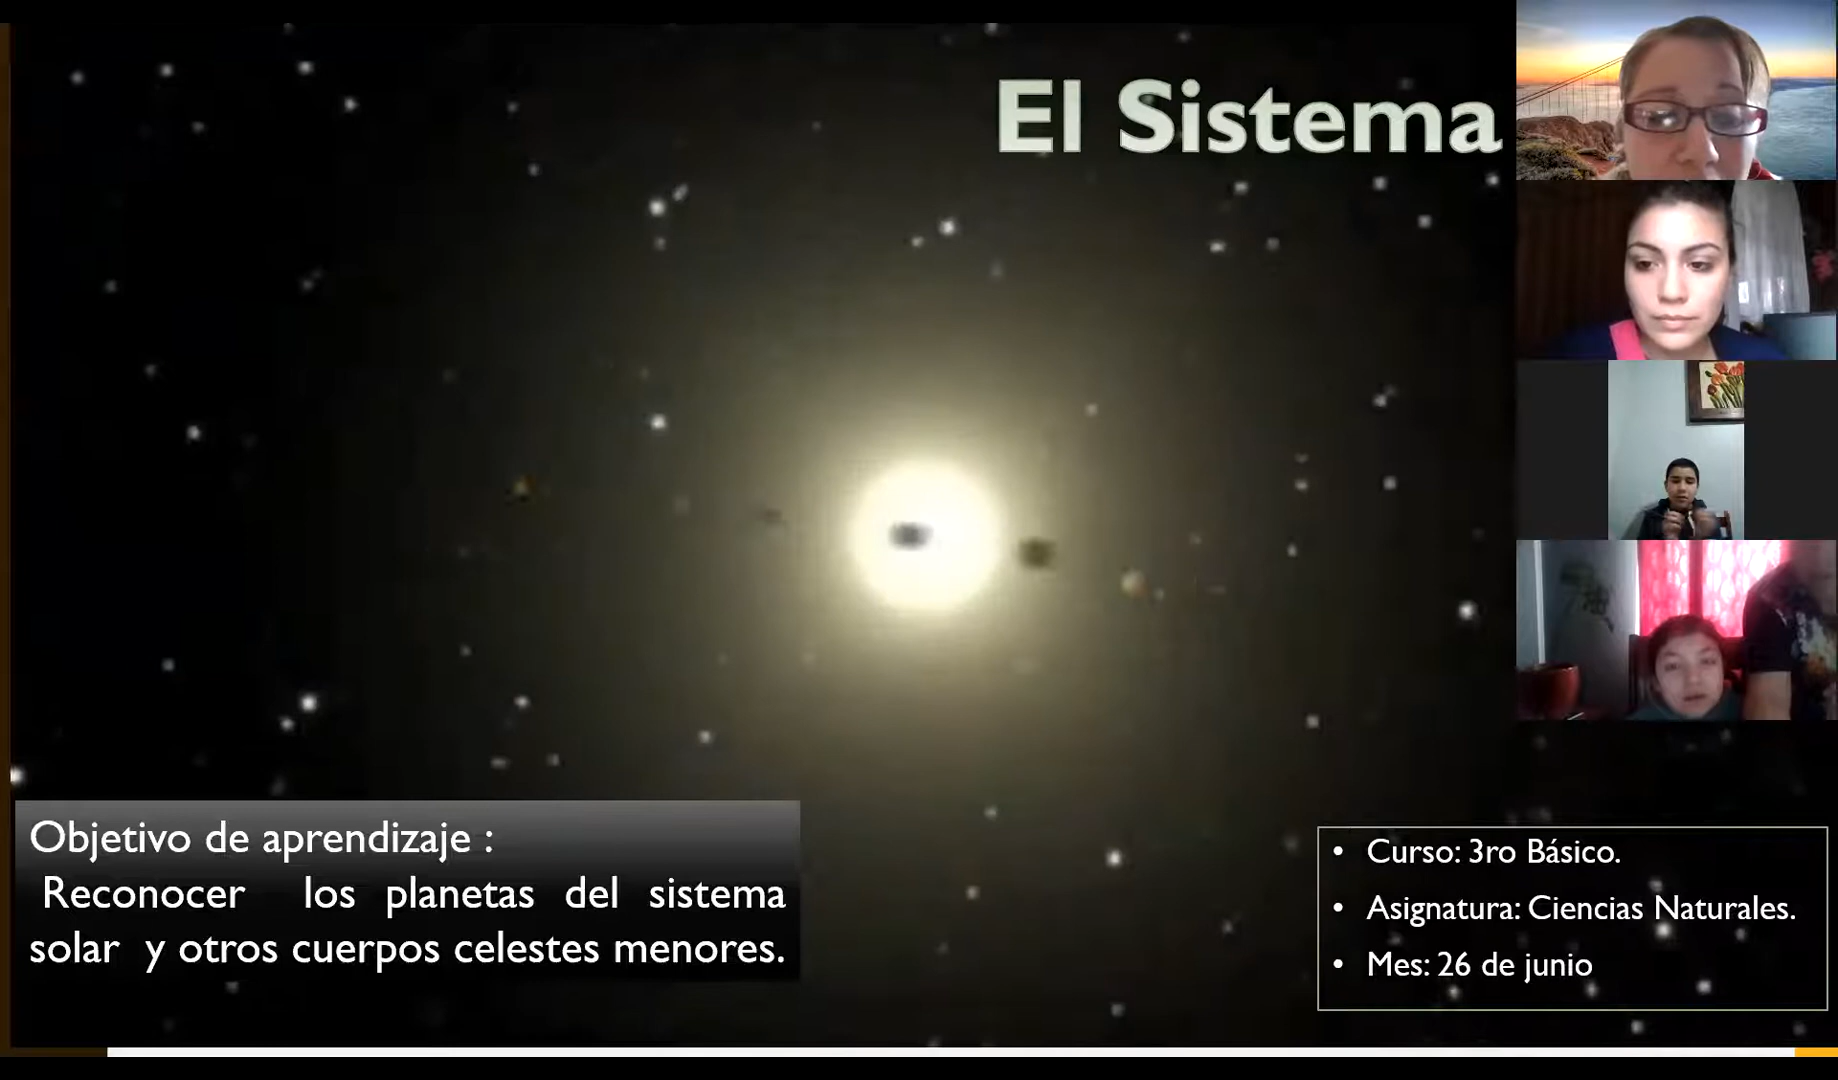 El Sistema
Objetivo de aprendizaje :
Reconocer los planetas del sistema
solar y otros cuerpos celestes menores.
• Curso: 3ro Básico.
• Asignatura: Ciencias Naturales.
• Mes: 26 de junio